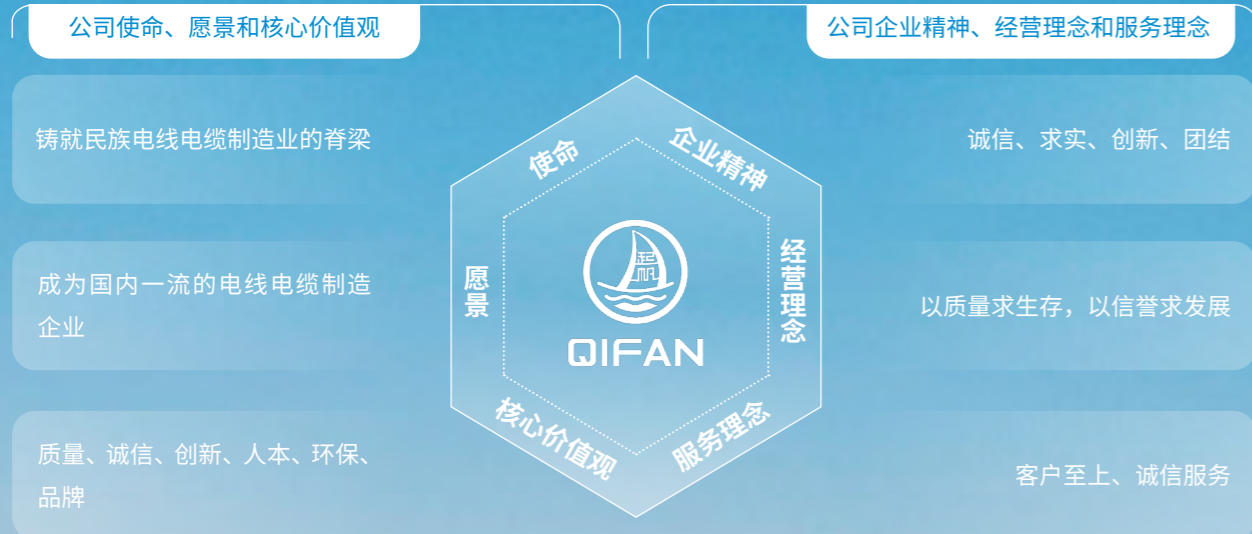 公司使命、愿景和核心价值观
公司企业精神、经营理念和服务理念
铸就民族电线电缆制造业的脊梁
成为国内一流的电线电缆制造
企业
质量、诚信、创新、人本、环保、
品牌
使命
企业精神
愿景
经营理念
核心价值观
服务理念
QIFAN
诚信、求实、创新、团结
以质量求生存，以信誉求发展
客户至上、诚信服务